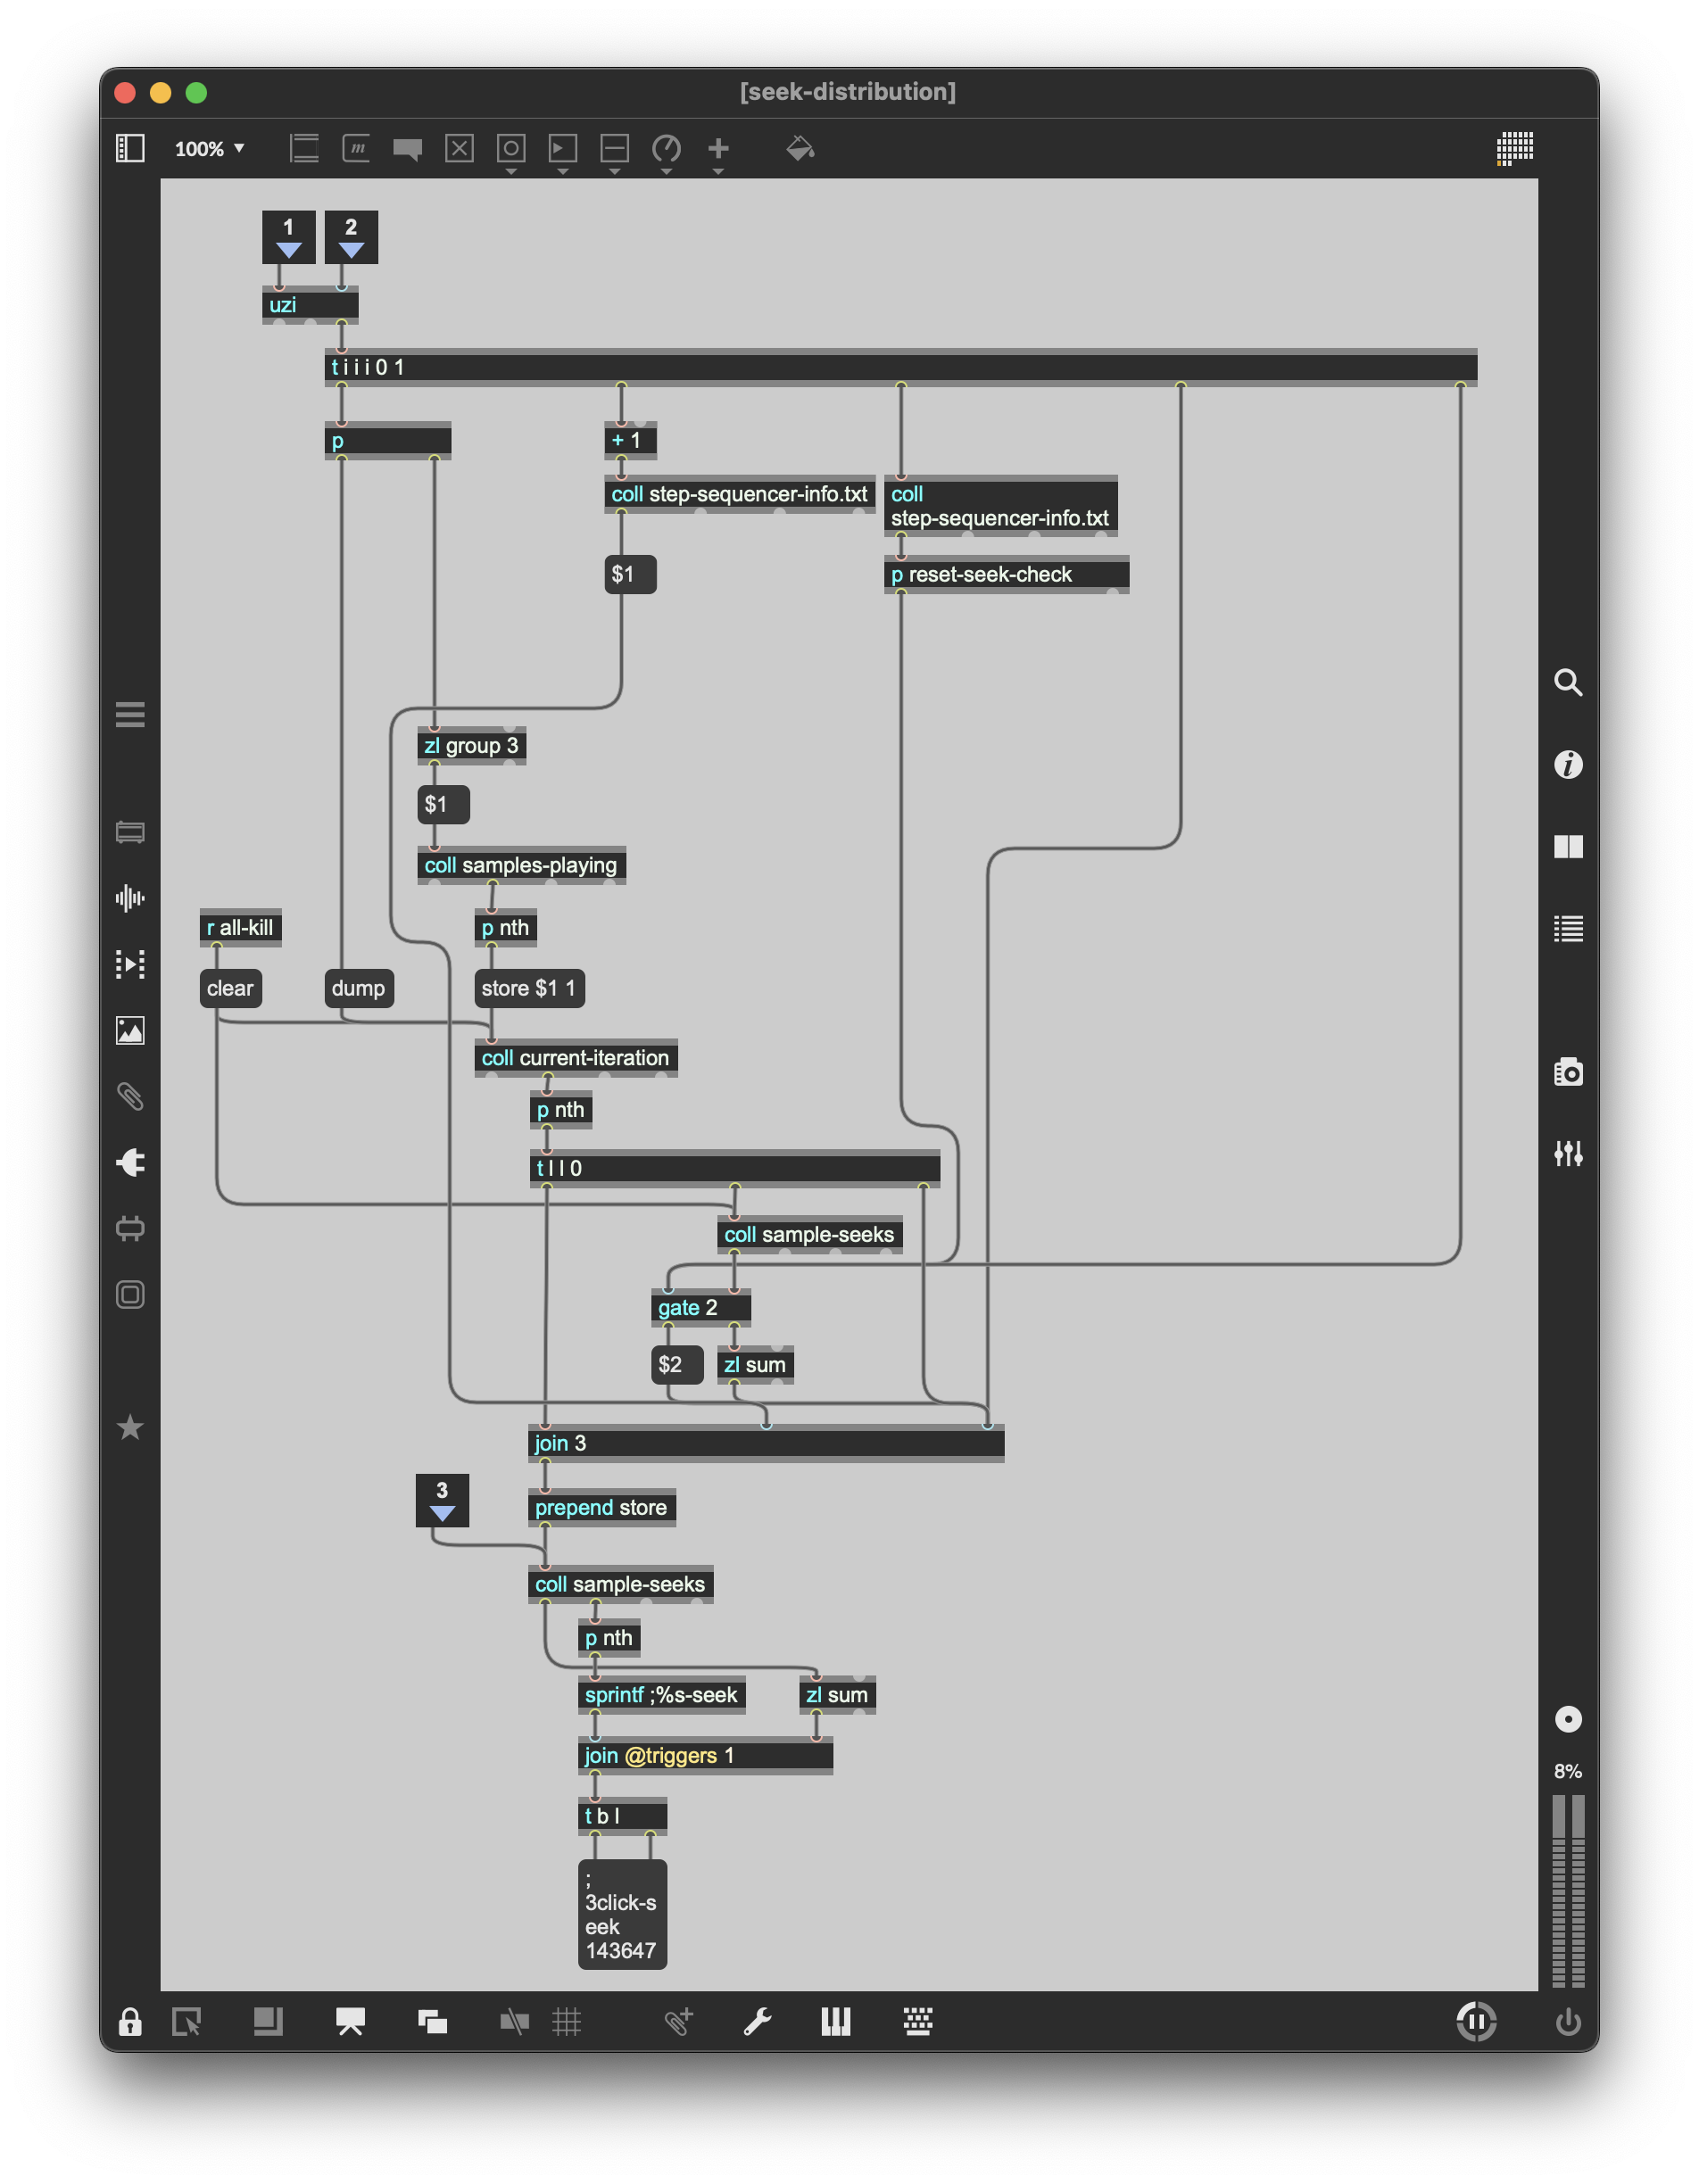 [seek-distribution]
100%
m
1
2
uzi
t i i i 0 1
p
+ 1
coll step-sequencer-info.txt
coll
step-sequencer-info.txt
$1
p reset-seek-check
zl group 3
$1
coll samples-playing
r all-kill
p nth
clear
dump
store $1 1
coll current-iteration
p nth
t l l 0
coll sample-seeks
gate 2
$2
zl sum
join 3
3
prepend store
coll sample-seeks
p nth
sprintf ;%s-seek
zl sum
join @triggers 1
8%
t b l
;
3click-s
eek
143647